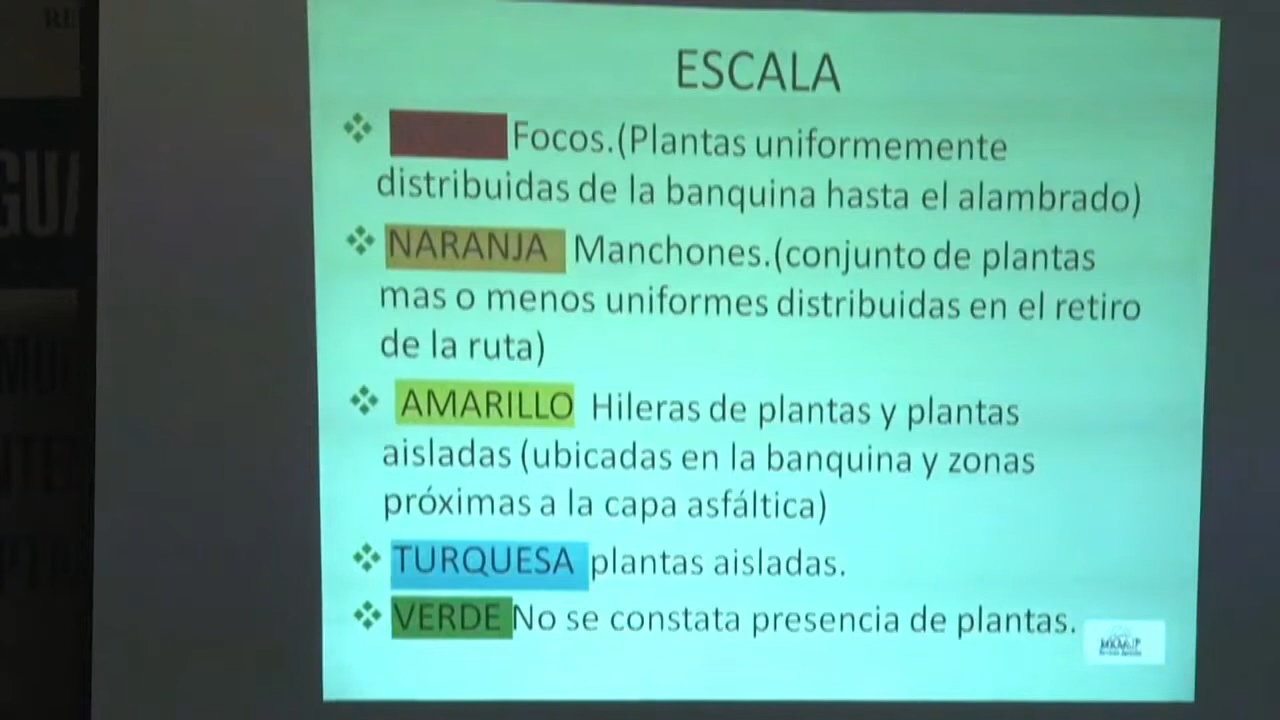 ESCALA
Focos.(Plantas uniformemente
distribuidas de la banquina hasta el alambrado)
NARANJA Manchones.(conjunto de plantas
mas o menos uniformes distribuidas en el retiro
de la ruta)
AMARILLO Hileras de plantas y plantas
aisladas (ubicadas en la banquina y zonas
próximas a la capa asfáltica)
TURQUESA plantas aisladas.
VERDE No se constata presencia de plantas.